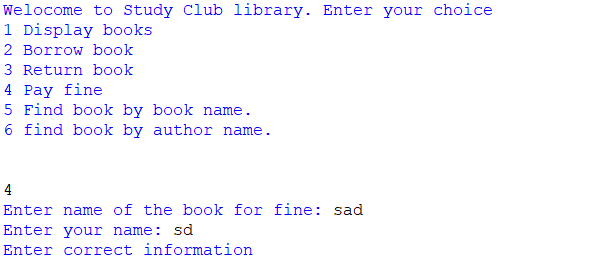 Welocome to Study Club library. Enter your choice
1 Display books
2 Borrow book
3 Return book
4 Pay fine
5 Find book by book name.
6 find book by author name.
4
Enter name of the book for fine: sad
Enter your name: sd
Enter correct information